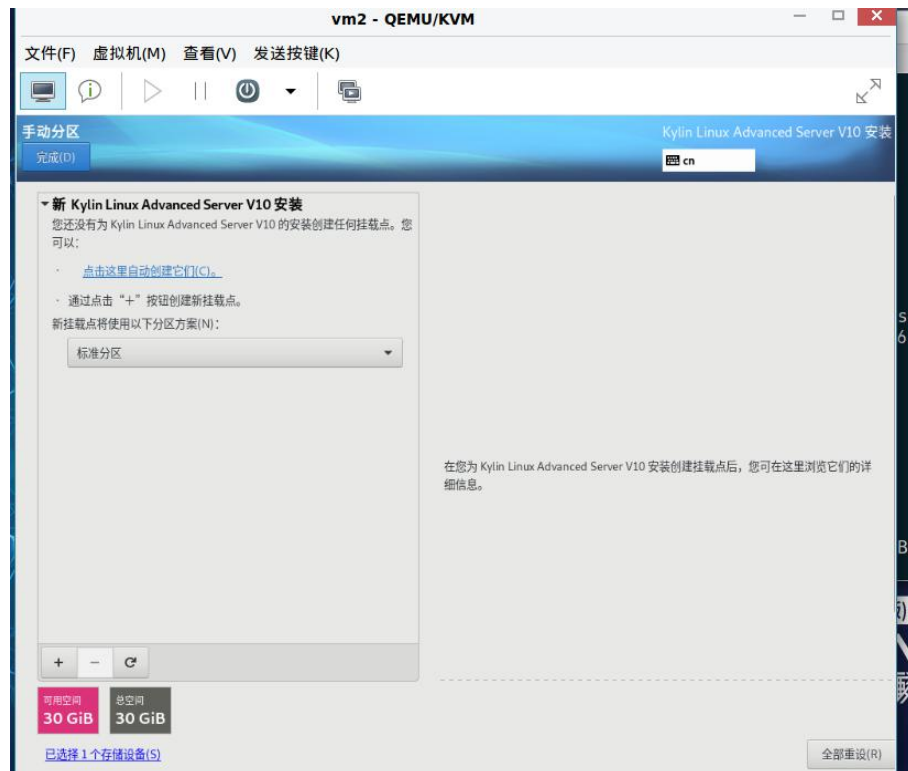 vm2 - QEMU/KVM
文件(F) 虚拟机(M) 查看(V) 发送按键(K)
手动分区
Kylin Linux Advanced Server V10 安装
完成(D)
cn
新 Kylin Linux Advanced Server V10 安装
您还没有为 Kylin Linux Advanced Server V10 的安装创建任何挂载点。您
可以:
· 点击这里自动创建它们(C)。
· 通过点击“+”按钮创建新挂载点。
新挂载点将使用以下分区方案(N):
标准分区
在您为 Kylin Linux Advanced Server V10 安装创建挂载点后，您可在这里浏览它们的详
细信息。
+ −
可用空间
30 GiB
总空间
30 GiB
已选择 1 个存储设备(S)
全部重设(R)